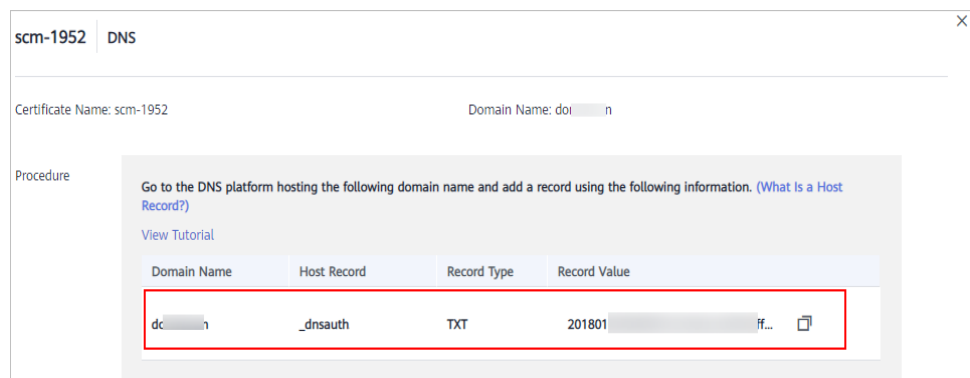 scm-1952 DNS
Certificate Name: scm-1952 Domain Name:
Procedure
Go to the DNS platform hosting the following domain name and add a record using the following information. (What Is a Host
Record?)
View Tutorial
Domain Name Host Record Record Type Record Value
_dnsauth TXT 201801 ff...